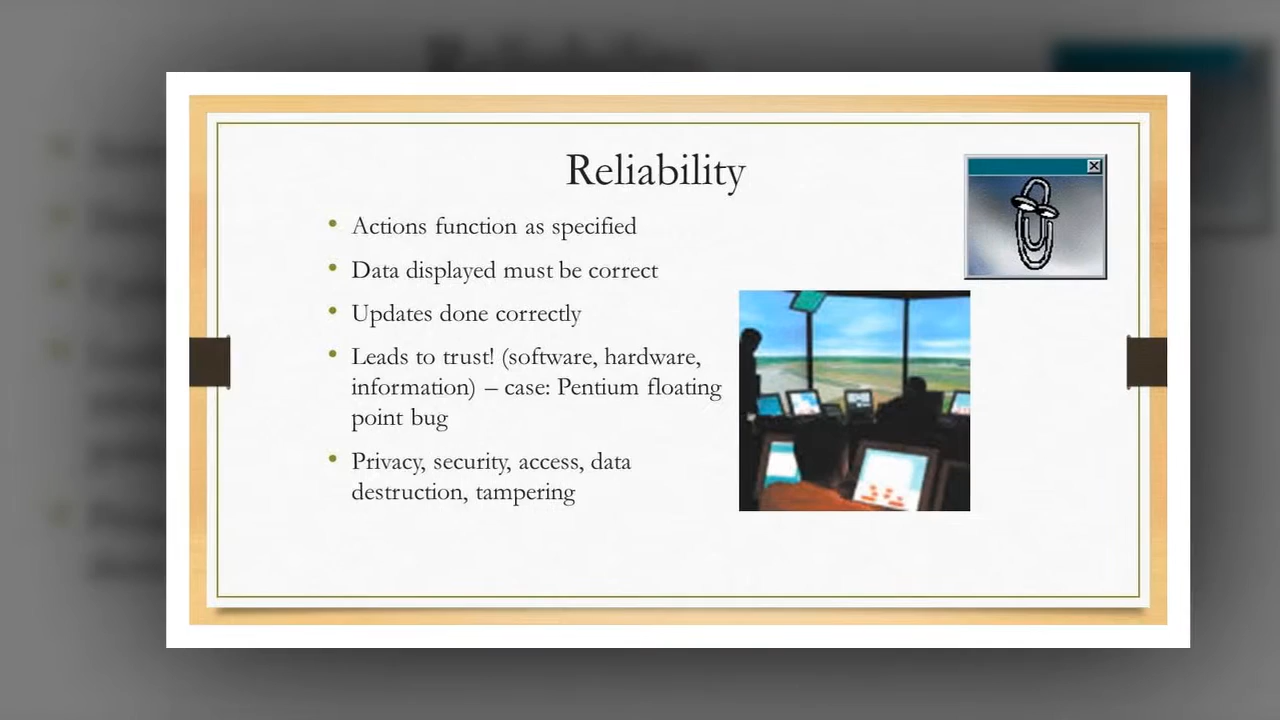 Reliability
• Actions function as specified
• Data displayed must be correct
• Updates done correctly
• Leads to trust! (software, hardware,
information) – case: Pentium floating
point bug
• Privacy, security, access, data
destruction, tampering